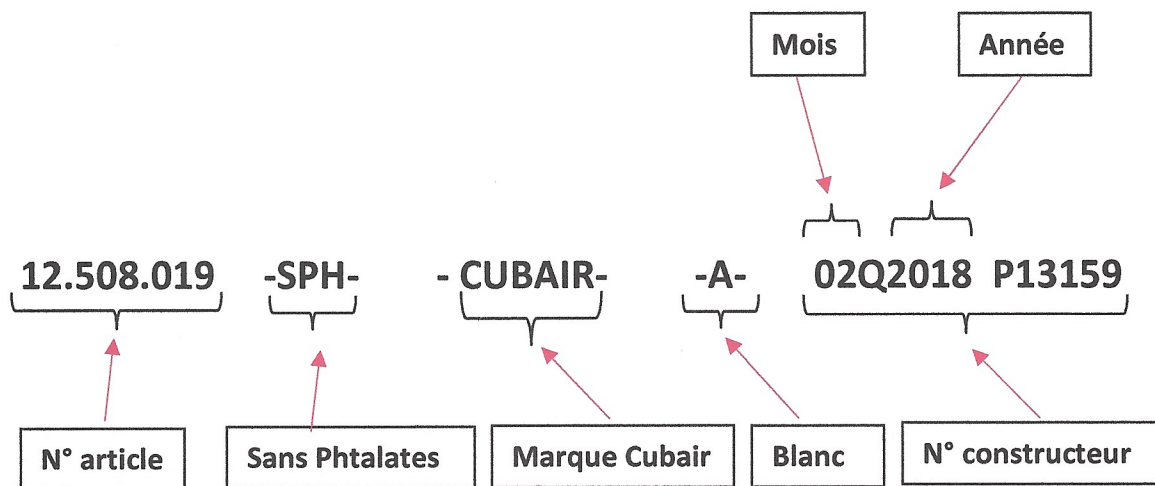 Mois Année
12.508.019 -SPH- - CUBAIR- -A- 02Q2018 P13159
N° article Sans Phtalates Marque Cubair Blanc N° constructeur